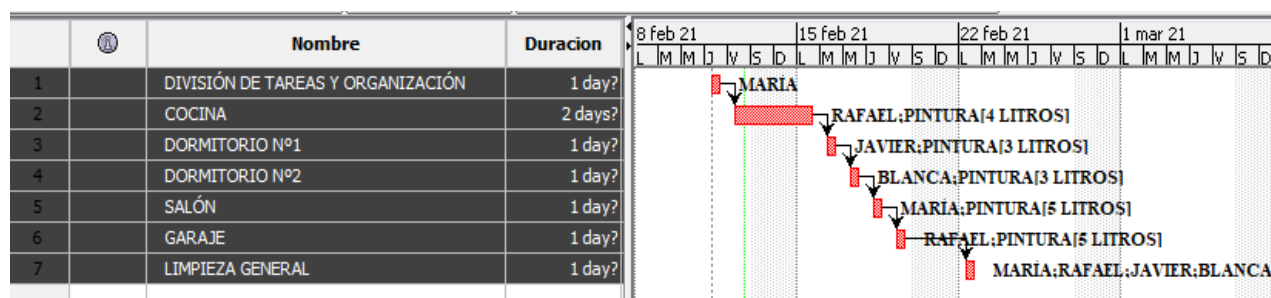 Nombre Duracion 8 feb 21 15 feb 21 22 feb 21 1 mar 21
L M M J V S D L M M J V S D L M M J V S D L M M J V S D
1 DIVISIÓN DE TAREAS Y ORGANIZACIÓN 1 day? MARÍA
2 COCINA 2 days? RAFAEL;PINTURA[4 LITROS]
3 DORMITORIO Nº1 1 day? JAVIER;PINTURA[3 LITROS]
4 DORMITORIO Nº2 1 day? BLANCA;PINTURA[3 LITROS]
5 SALÓN 1 day? MARÍA;PINTURA[5 LITROS]
6 GARAJE 1 day? RAFAEL;PINTURA[5 LITROS]
7 LIMPIEZA GENERAL 1 day? MARÍA;RAFAEL;JAVIER;BLANCA